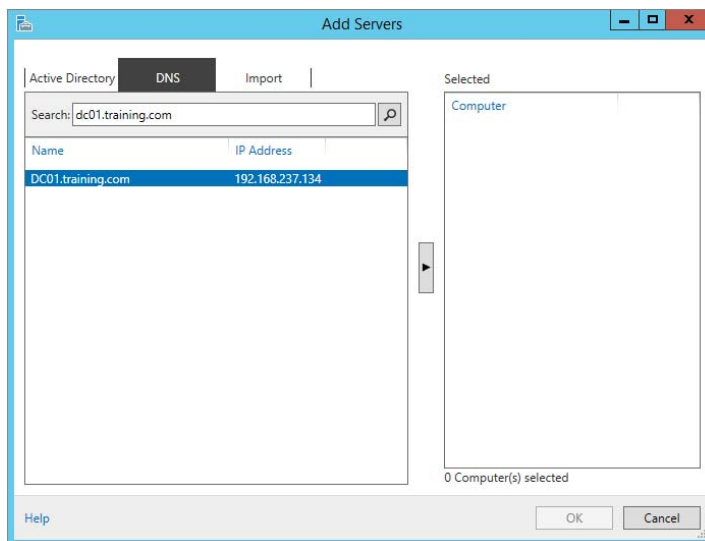 Add Servers
Active Directory DNS Import
Search: dc01.training.com
Name IP Address
DC01.training.com 192.168.237.134
Selected
Computer
0 Computer(s) selected
Help OK Cancel